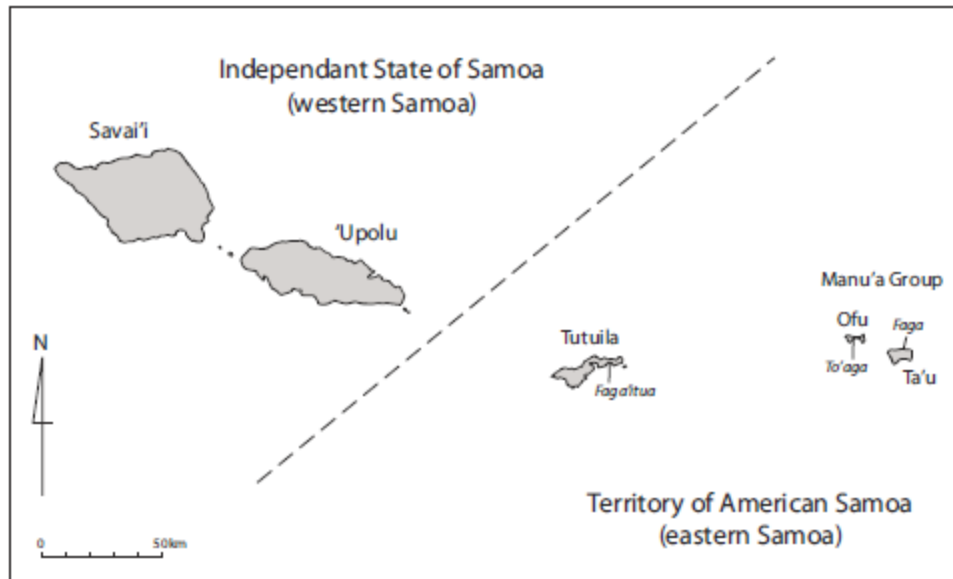 Independant State of Samoa
(western Samoa)
Savai'i
'Upolu
Manu'a Group
Ofu
Faga
N
Tutuila
To'aga
Ta'u
Faga'itua
Territory of American Samoa
(eastern Samoa)
0 50km